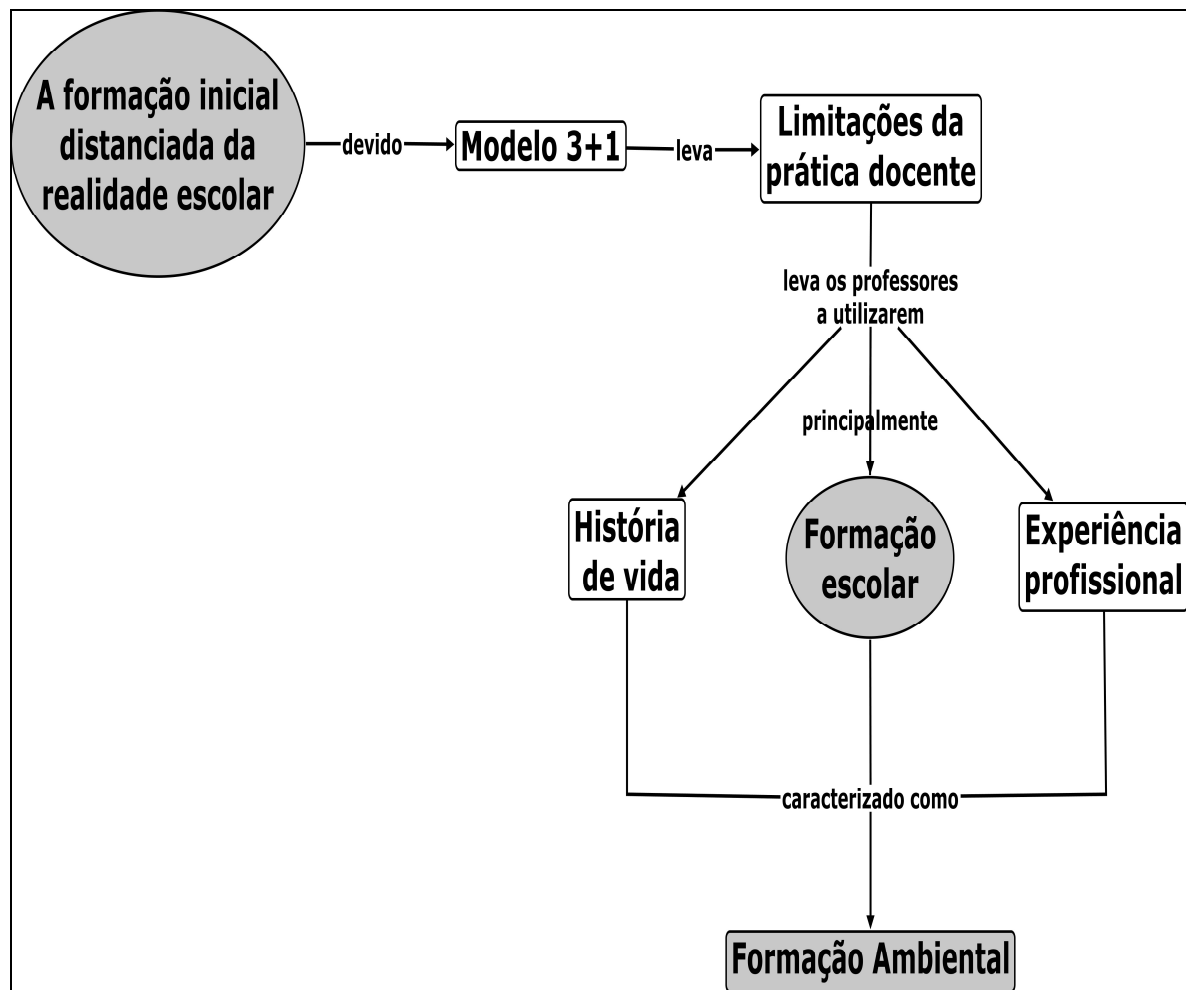 A formação inicial
distanciada da
realidade escolar
devido
Modelo 3+1
leva
Limitações da
prática docente
leva os professores
a utilizarem
principalmente
História
de vida
Formação
escolar
Experiência
profissional
caracterizado como
Formação Ambiental